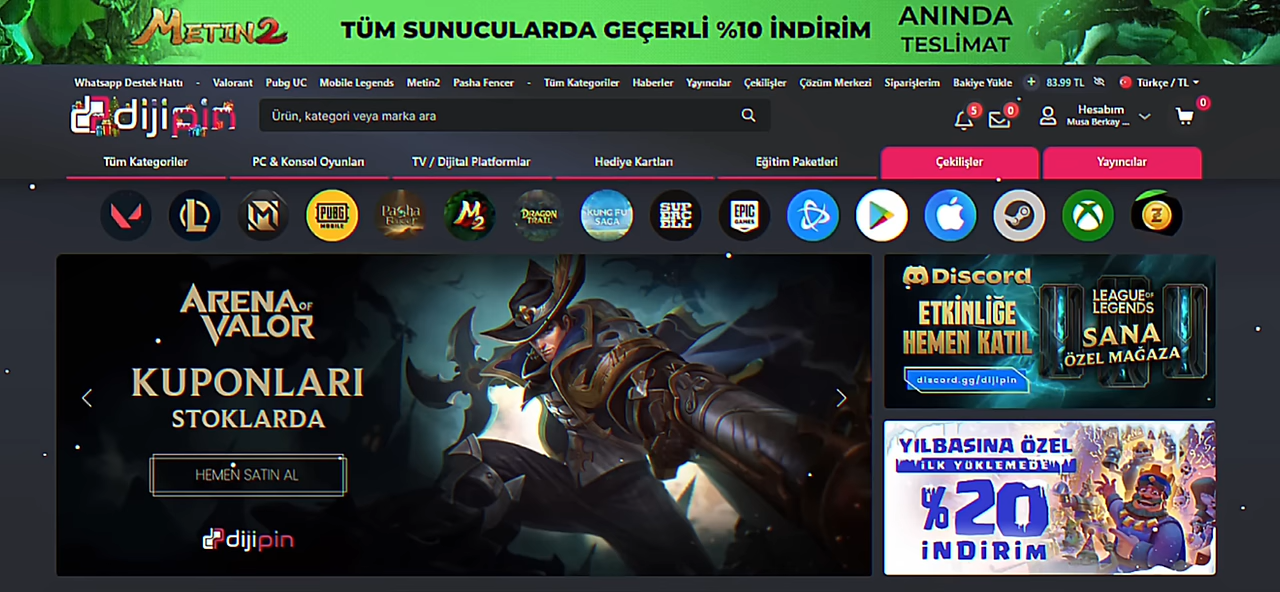 METIN2
TÜM SUNUCULARDA GEÇERLİ %10 İNDİRİM
ANINDA
TESLİMAT
Whatsapp Destek Hattı - Valorant Pubg UC Mobile Legends Metin2 Pasha Fencer - Tüm Kategoriler Haberler Yayıncılar Çekilişler Çözüm Merkezi Siparişlerim Bakiye Yükle + 83.99 TL Türkçe / TL
dijipin
Ürün, kategori veya marka ara
5
0
Hesabım
Musa Berkay ...
0
Tüm Kategoriler
PC & Konsol Oyunları
TV / Dijital Platformlar
Hediye Kartları
Eğitim Paketleri
Çekilişler
Yayıncılar
PUBG
MOBILE
Pasha
Fencer
M2
DRAGON
TRAIL
KUNG FU
SAGA
SUP
ERC
ELL
EPIC
GAMES
ARENA OF
VALOR
KUPONLARI
STOKLARDA
HEMEN SATIN AL
dijipin
Discord
ETKİNLİĞE
HEMEN KATIL
discord.gg/dijipin
LEAGUE OF
LEGENDS
SANA
ÖZEL MAĞAZA
YILBAŞINA ÖZEL
İLK YÜKLEMEDE
%20
İNDİRİM